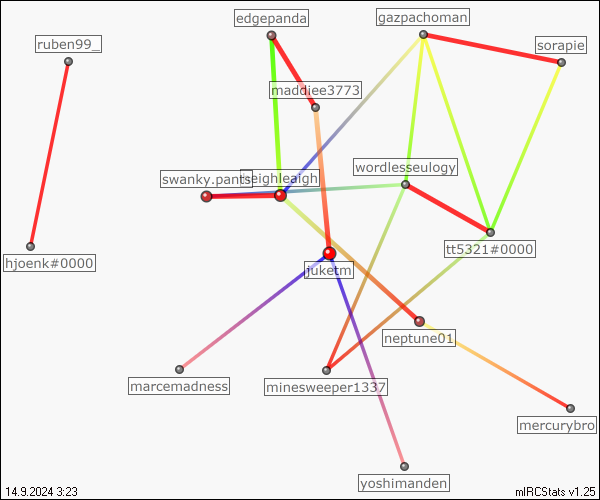 edgepanda
gazpachoman
ruben99_
sorapie
maddiee3773
wordlesseulogy
swanky.pants
leighleaigh
tt5321#0000
hjoenk#0000
juketm
neptune01
marcemadness
minesweeper1337
mercurybro
yoshimanden
14.9.2024 3:23
mIRCStats v1.25